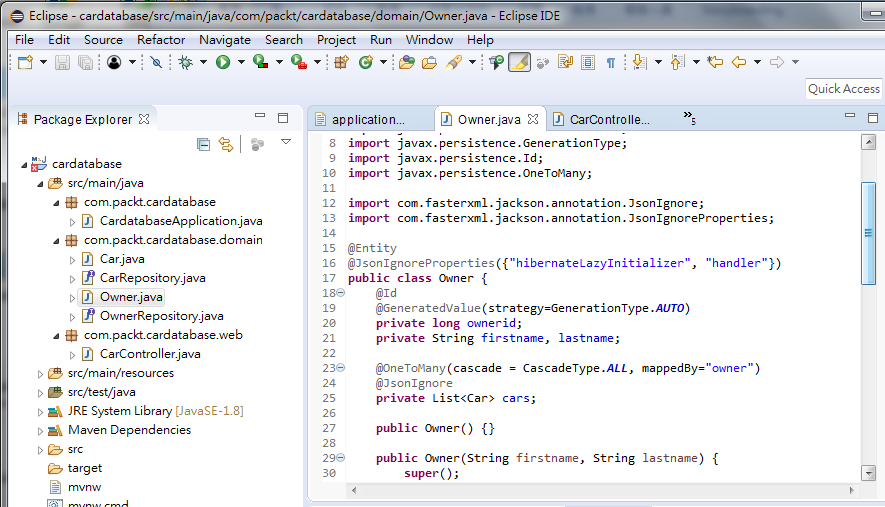 Eclipse - cardatabase/src/main/java/com/packt/cardatabase/domain/Owner.java - Eclipse IDE
File Edit Source Refactor Navigate Search Project Run Window Help
Quick Access
Package Explorer
cardatabase
src/main/java
com.packt.cardatabase
CardatabaseApplication.java
com.packt.cardatabase.domain
Car.java
CarRepository.java
Owner.java
OwnerRepository.java
com.packt.cardatabase.web
CarController.java
src/main/resources
src/test/java
JRE System Library [JavaSE-1.8]
Maven Dependencies
src
target
mvnw
mvnw.cmd
application... Owner.java CarControlle... »5
8 import javax.persistence.GenerationType;
9 import javax.persistence.Id;
10 import javax.persistence.OneToMany;
11
12 import com.fasterxml.jackson.annotation.JsonIgnore;
13 import com.fasterxml.jackson.annotation.JsonIgnoreProperties;
14
15 @Entity
16 @JsonIgnoreProperties({"hibernateLazyInitializer", "handler"})
17 public class Owner {
18 @Id
19 @GeneratedValue(strategy=GenerationType.AUTO)
20 private long ownerid;
21 private String firstname, lastname;
22
23 @OneToMany(cascade = CascadeType.ALL, mappedBy="owner")
24 @JsonIgnore
25 private List<Car> cars;
26
27 public Owner() {}
28
29 public Owner(String firstname, String lastname) {
30 super();